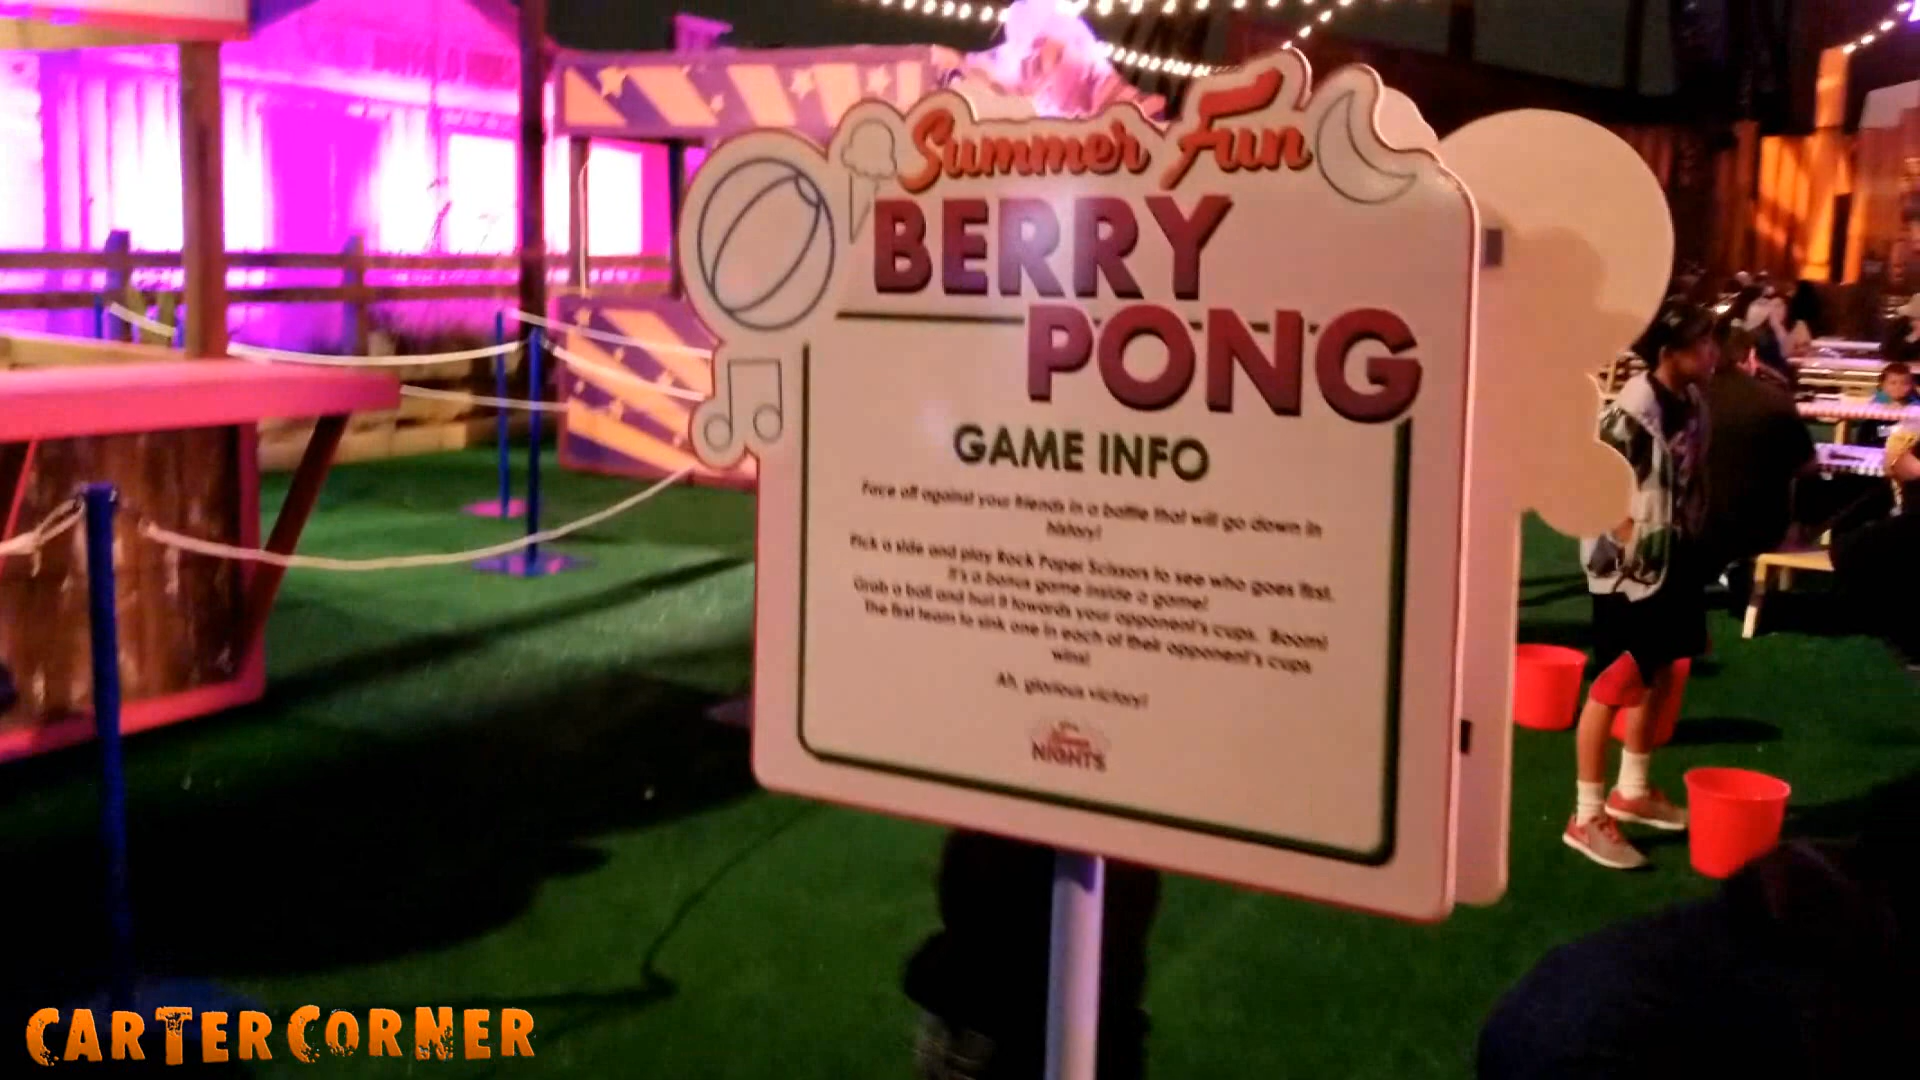 Summer Fun
BERRY
PONG
GAME INFO
Face off against your friends in a battle that will go down in
history!
Pick a side and play Rock Paper Scissors to see who goes first.
It's a bonus game inside a game!
Grab a ball and hurl it towards your opponent's cups. Boom!
The first team to sink one in each of their opponent's cups
wins!
Ah, glorious victory!
NIGHTS
CARTER CORNER